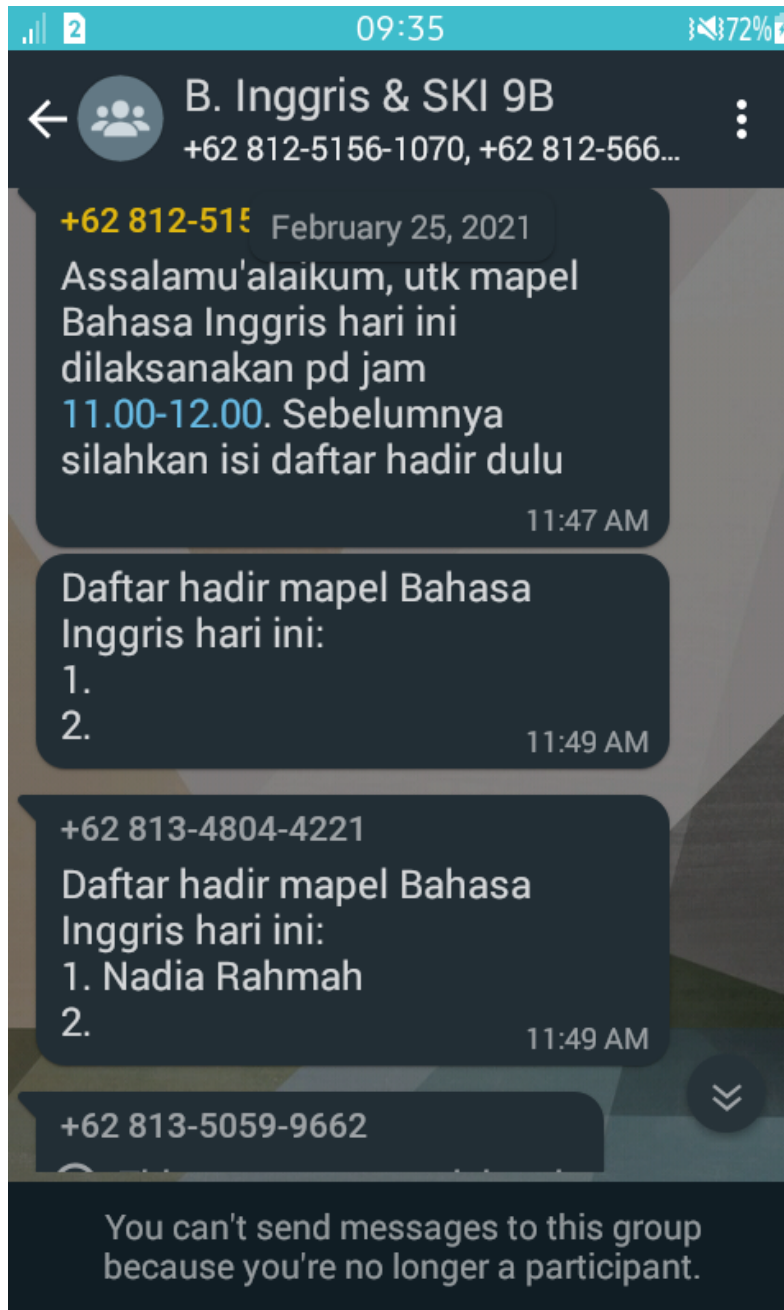 2
09:35
72%
B. Inggris & SKI 9B
+62 812-5156-1070, +62 812-566...
+62 812-515
February 25, 2021
Assalamu'alaikum, utk mapel
Bahasa Inggris hari ini
dilaksanakan pd jam
11.00-12.00. Sebelumnya
silahkan isi daftar hadir dulu
11:47 AM
Daftar hadir mapel Bahasa
Inggris hari ini:
1.
2.
11:49 AM
+62 813-4804-4221
Daftar hadir mapel Bahasa
Inggris hari ini:
1. Nadia Rahmah
2.
11:49 AM
+62 813-5059-9662
You can't send messages to this group
because you're no longer a participant.